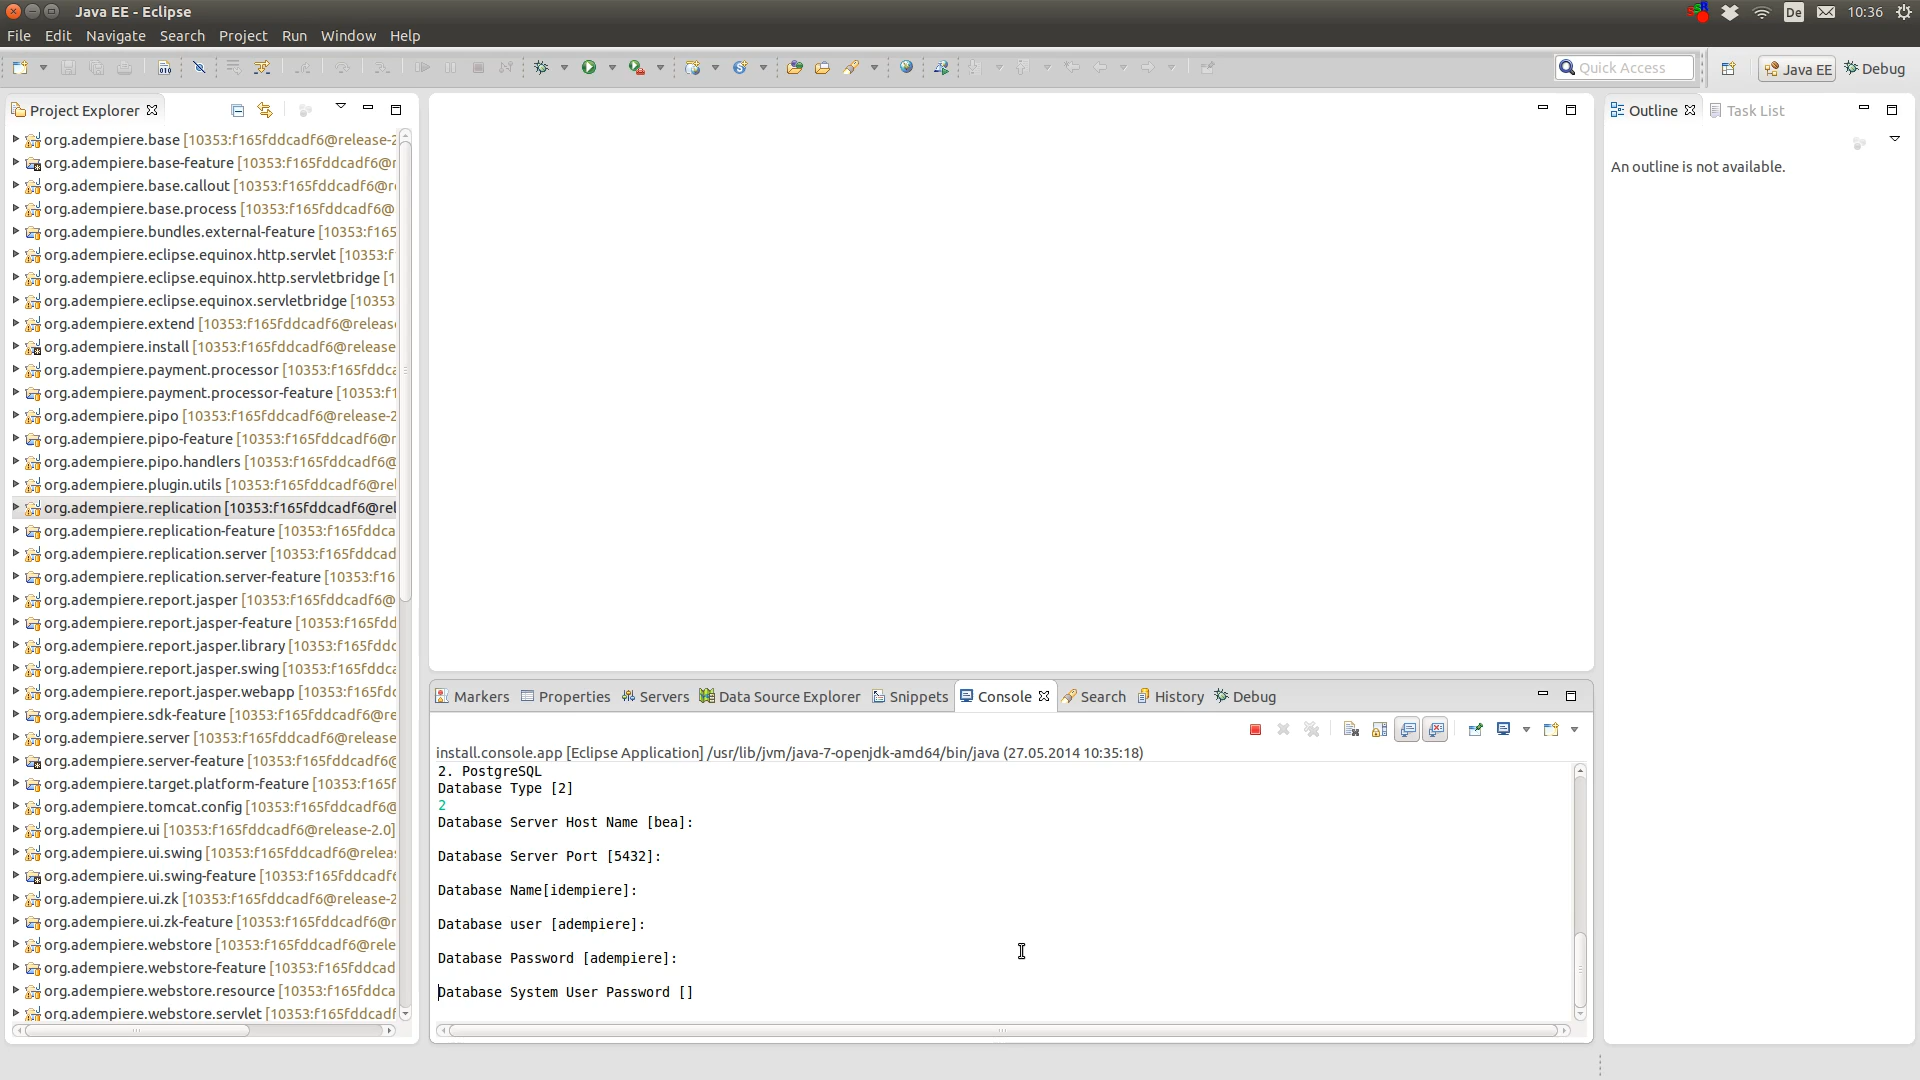 Java EE - Eclipse
De
10:36
File Edit Navigate Search Project Run Window Help
Quick Access
Java EE
Debug
Project Explorer
Outline
Task List
An outline is not available.
org.adempiere.base [10353:f165fddcadf6@release-2
org.adempiere.base-feature [10353:f165fddcadf6@r
org.adempiere.base.callout [10353:f165fddcadf6@r
org.adempiere.base.process [10353:f165fddcadf6@
org.adempiere.bundles.external-feature [10353:f165
org.adempiere.eclipse.equinox.http.servlet [10353:f
org.adempiere.eclipse.equinox.http.servletbridge [1
org.adempiere.eclipse.equinox.servletbridge [10353
org.adempiere.extend [10353:f165fddcadf6@release
org.adempiere.install [10353:f165fddcadf6@release
org.adempiere.payment.processor [10353:f165fddca
org.adempiere.payment.processor-feature [10353:f1
org.adempiere.pipo [10353:f165fddcadf6@release-2
org.adempiere.pipo-feature [10353:f165fddcadf6@r
org.adempiere.pipo.handlers [10353:f165fddcadf6@
org.adempiere.plugin.utils [10353:f165fddcadf6@rel
org.adempiere.replication [10353:f165fddcadf6@rel
org.adempiere.replication-feature [10353:f165fddca
org.adempiere.replication.server [10353:f165fddcad
org.adempiere.replication.server-feature [10353:f16
org.adempiere.report.jasper [10353:f165fddcadf6@
org.adempiere.report.jasper-feature [10353:f165fdd
org.adempiere.report.jasper.library [10353:f165fddc
org.adempiere.report.jasper.swing [10353:f165fddca
org.adempiere.report.jasper.webapp [10353:f165fdd
org.adempiere.sdk-feature [10353:f165fddcadf6@re
org.adempiere.server [10353:f165fddcadf6@release
org.adempiere.server-feature [10353:f165fddcadf6@
org.adempiere.target.platform-feature [10353:f165f
org.adempiere.tomcat.config [10353:f165fddcadf6@
org.adempiere.ui [10353:f165fddcadf6@release-2.0]
org.adempiere.ui.swing [10353:f165fddcadf6@relea
org.adempiere.ui.swing-feature [10353:f165fddcadf6
org.adempiere.ui.zk [10353:f165fddcadf6@release-2
org.adempiere.ui.zk-feature [10353:f165fddcadf6@r
org.adempiere.webstore [10353:f165fddcadf6@rele
org.adempiere.webstore-feature [10353:f165fddcad
org.adempiere.webstore.resource [10353:f165fddca
org.adempiere.webstore.servlet [10353:f165fddcadf
Markers Properties Servers Data Source Explorer Snippets Console Search History Debug
install.console.app [Eclipse Application] /usr/lib/jvm/java-7-openjdk-amd64/bin/java (27.05.2014 10:35:18)
2. PostgreSQL
Database Type [2]
2
Database Server Host Name [bea]:
Database Server Port [5432]:
Database Name[idempiere]:
Database user [adempiere]:
Database Password [adempiere]:
Database System User Password []